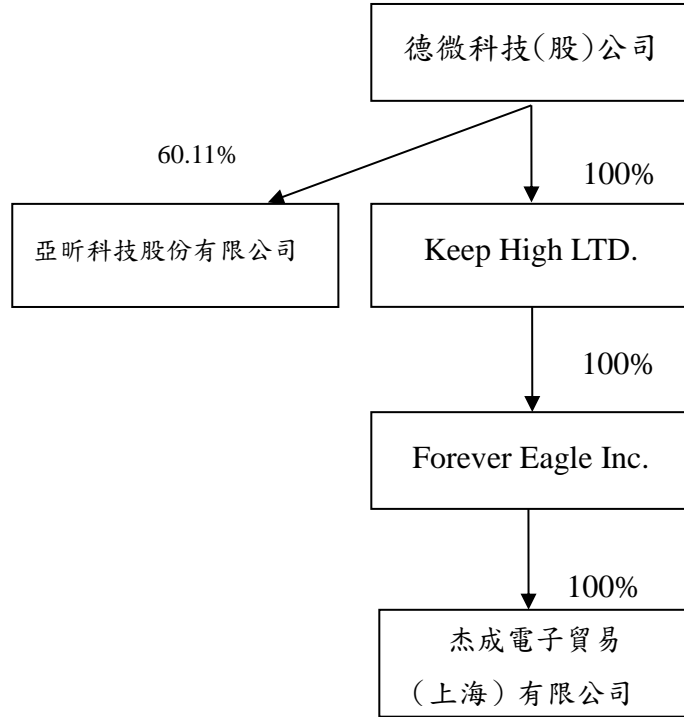 德微科技(股)公司
60.11%
100%
亞昕科技股份有限公司
Keep High LTD.
100%
Forever Eagle Inc.
100%
杰成電子貿易
（上海）有限公司